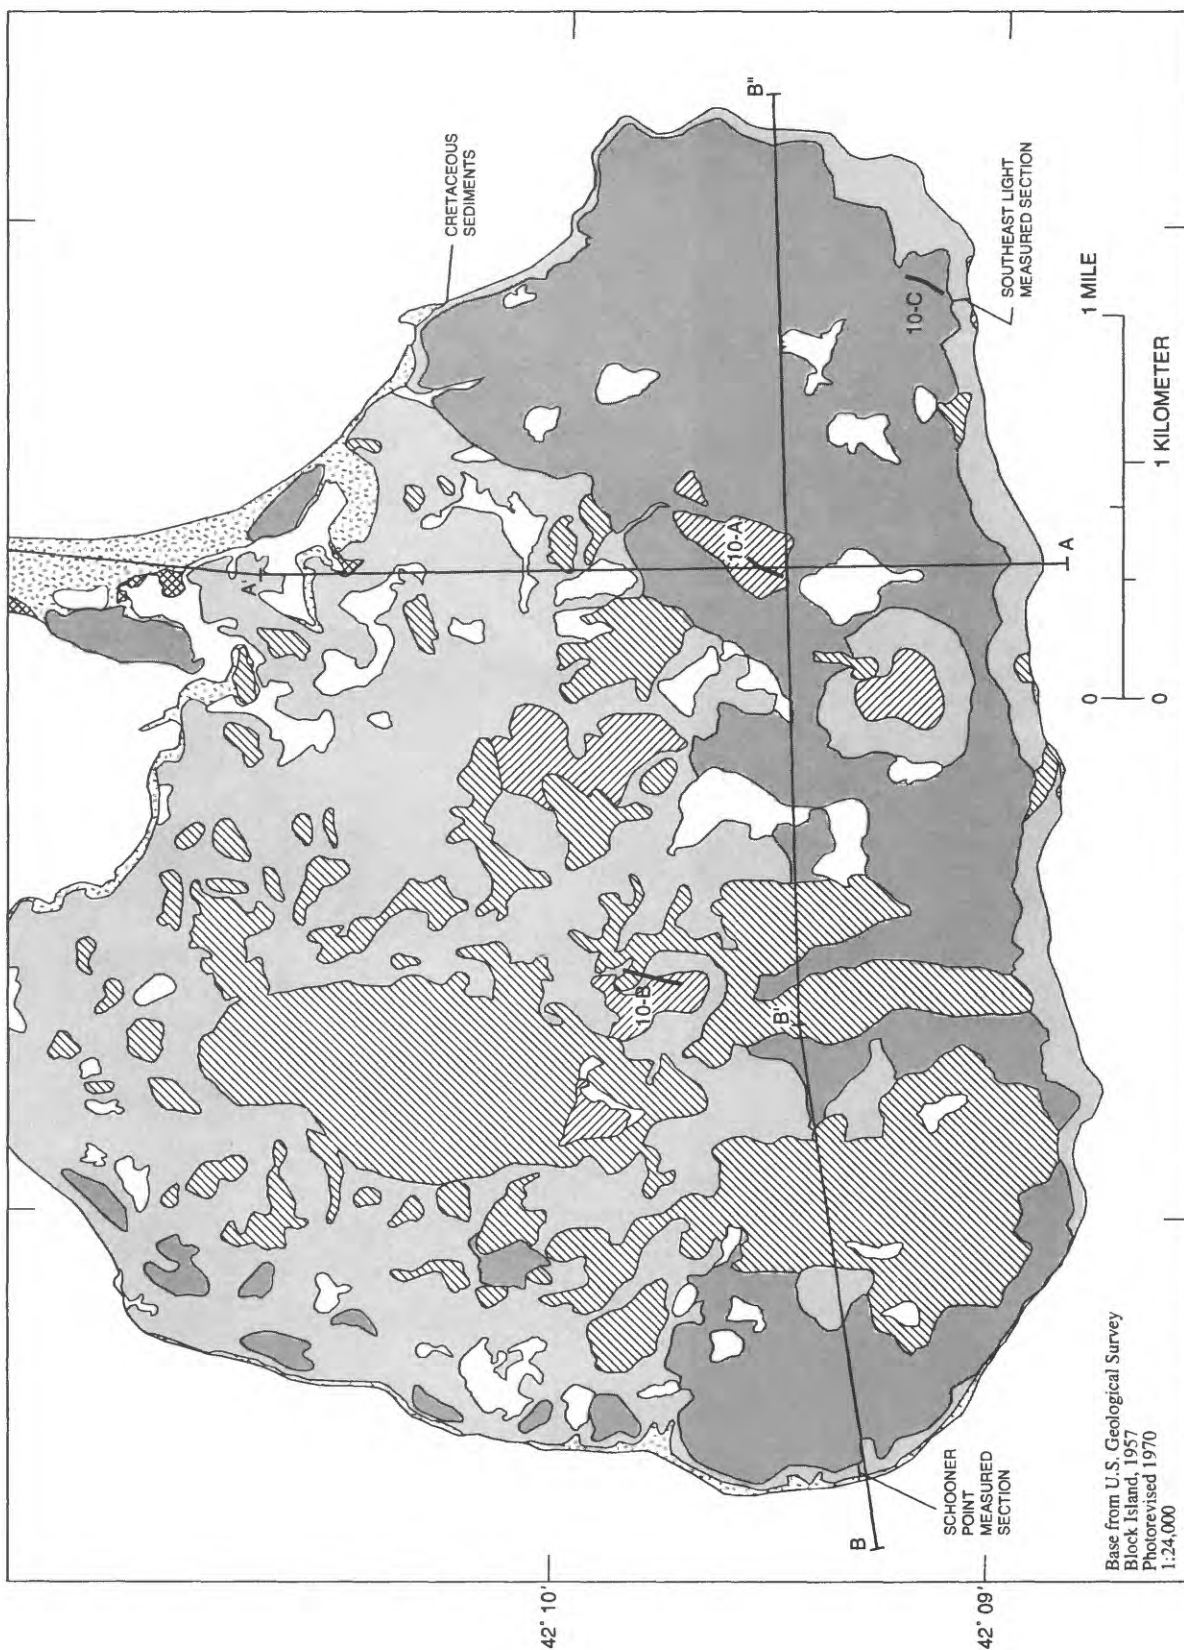 CRETACEOUS
SEDIMENTS
B"
SOUTHEAST LIGHT
MEASURED SECTION
10-C
1 MILE
1 KILOMETER
A'
10-A
A
0
0
10-B
B'
SCHOONER
POINT
MEASURED
SECTION
B
42° 10'
42° 09'
Base from U.S. Geological Survey
Block Island, 1957
Photorevised 1970
1:24,000